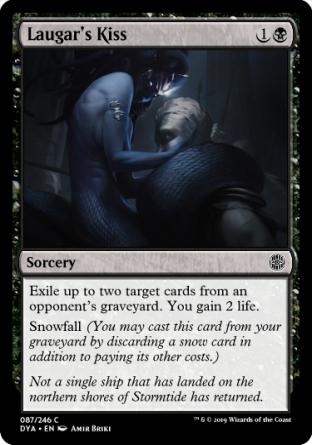 Laugar's Kiss 1
Sorcery
Exile up to two target cards from an
opponent's graveyard. You gain 2 life.
Snowfall (You may cast this card from your
graveyard by discarding a snow card in
addition to paying its other costs.)
Not a single ship that has landed on the
northern shores of Stormtide has returned.
087/246 C
DYA • EN Amir Briki
™ & © 2019 Wizards of the Coast